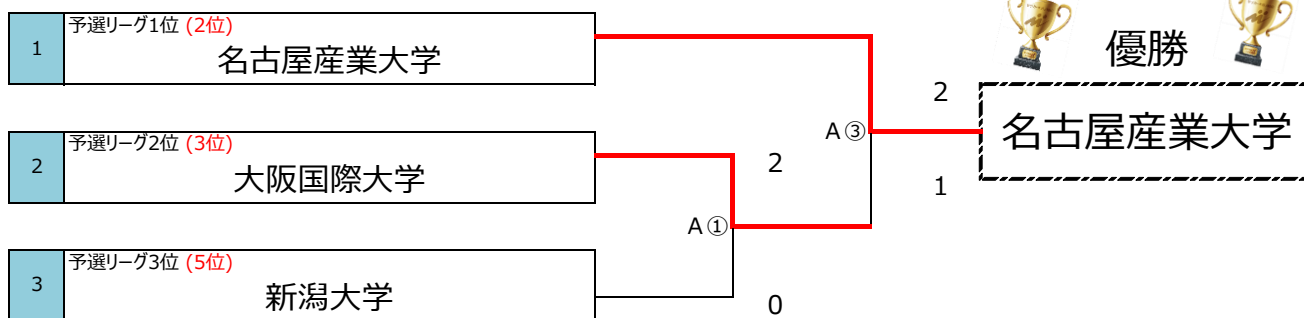 予選リーグ1位 (2位)
1
名古屋産業大学
優勝
2
名古屋産業大学
A③
1
予選リーグ2位 (3位)
2
大阪国際大学
2
A①
予選リーグ3位 (5位)
3
新潟大学
0